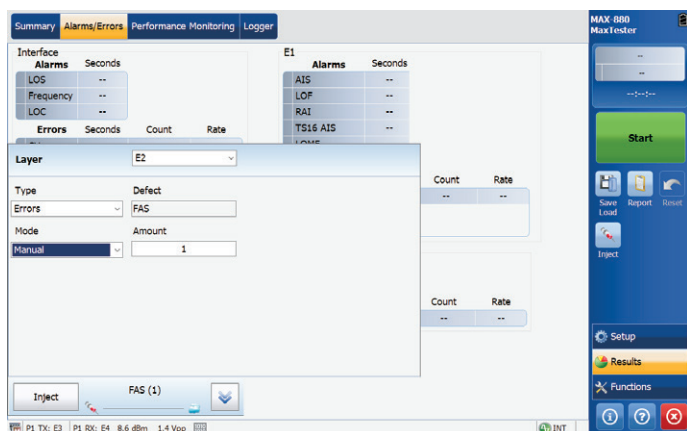 Summary Alarms/Errors Performance Monitoring Logger
MAX-880
MaxTester
Interface
Alarms Seconds
LOS --
Frequency --
LOC --
Errors Seconds Count Rate
E1
Alarms Seconds
AIS --
LOF --
RAI --
TS16 AIS --
Count Rate
-- --
Count Rate
-- --
Layer E2
Type Defect
Errors FAS
Mode Amount
Manual 1
Inject FAS (1)
P1 TX: E3 P1 RX: E4 8.6 dBm 1.4 Vpp
INT
--
--
--:--:--
Start
Save
Load
Report
Reset
Inject
Setup
Results
Functions